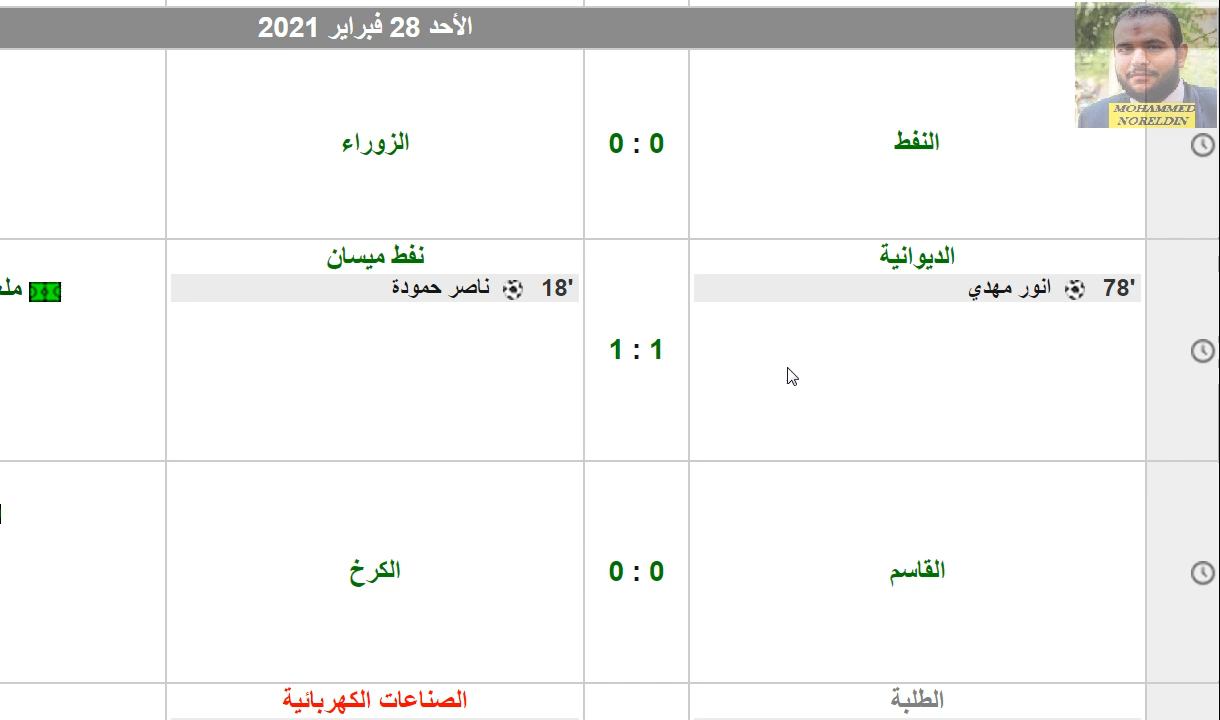 الأحد 28 فبراير 2021
MOHAMMED
NORELDIN
النفط
0 : 0
الزوراء
الديوانية
78' انور مهدي
1 : 1
نفط ميسان
18' ناصر حمودة
القاسم
0 : 0
الكرخ
الطلبة
الصناعات الكهربائية